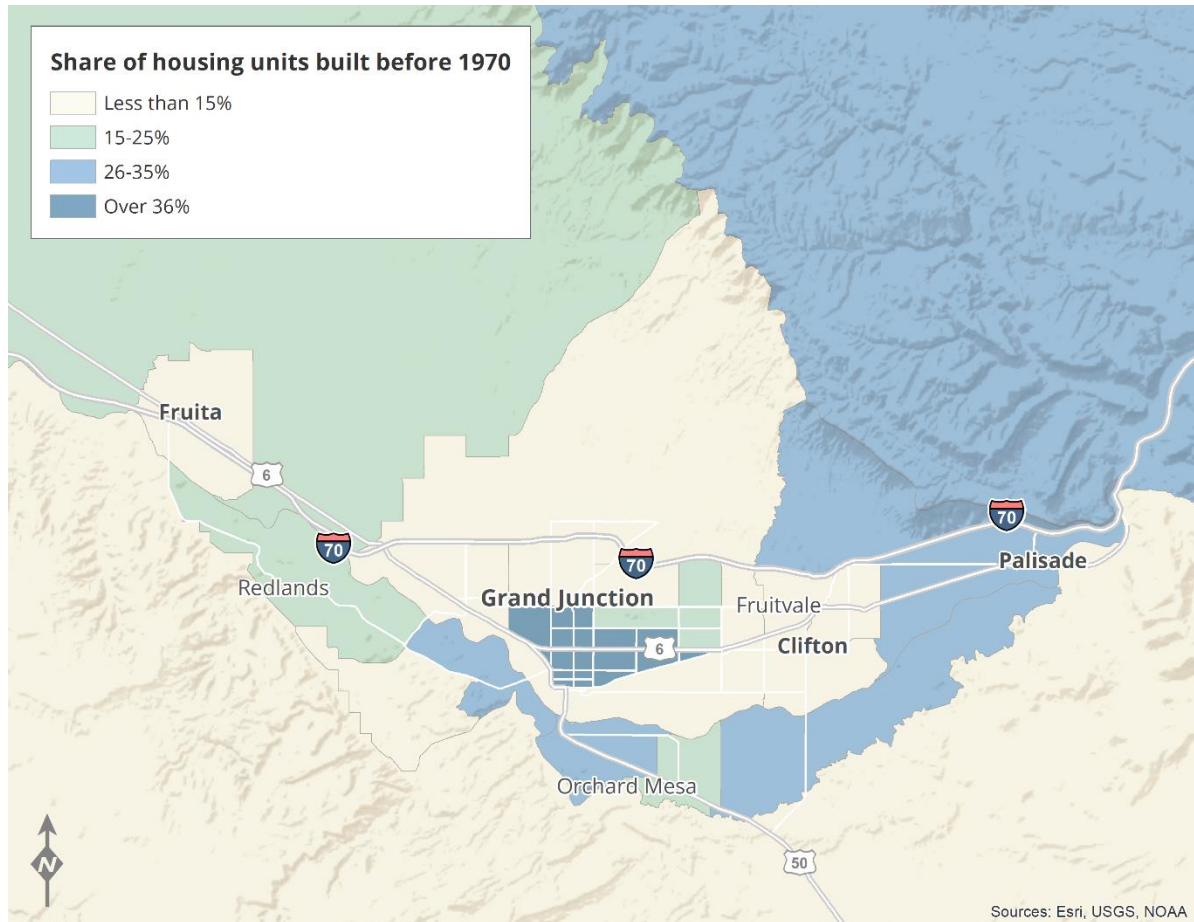 Share of housing units built before 1970
Less than 15%
15-25%
26-35%
Over 36%
Fruita
6
70
Redlands
70
Grand Junction
70
Palisade
Fruitvale
6
Clifton
Orchard Mesa
50
N
Sources: Esri, USGS, NOAA